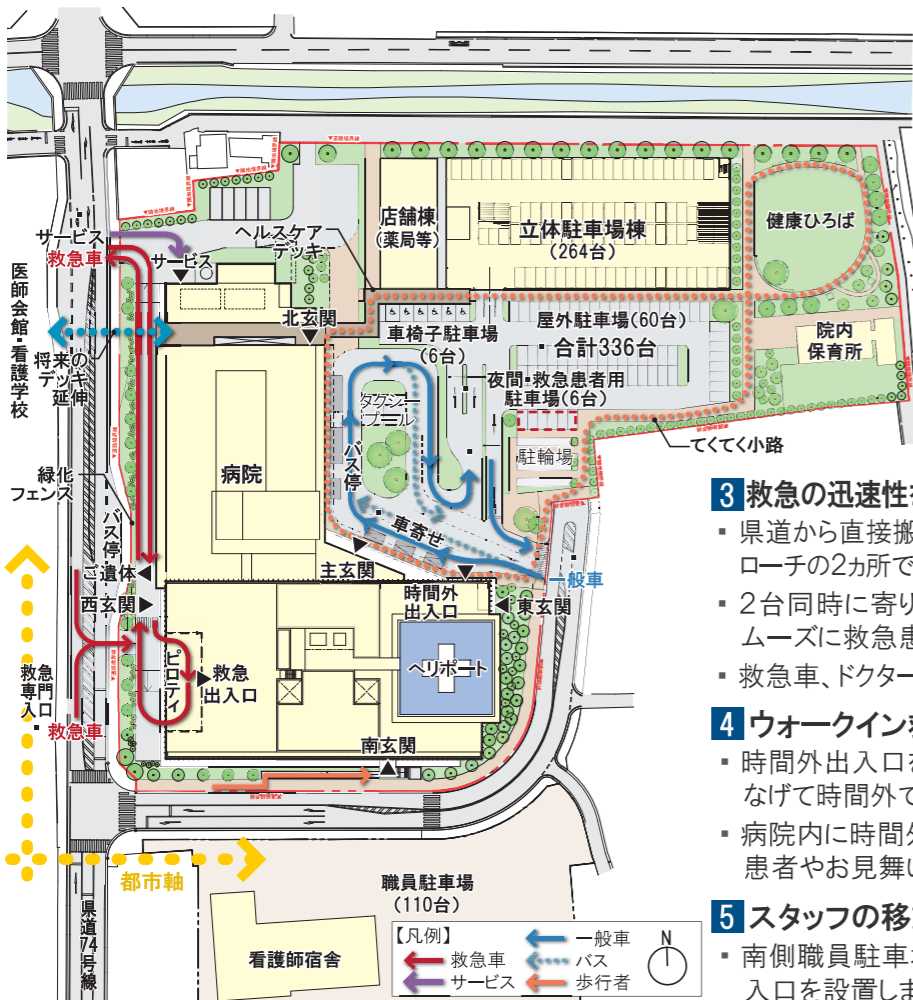 店舗棟
(薬局等)
立体駐車場棟
(264台)
健康ひろば
サービス
救急車
ヘルスケア
デッキ
サービス
医師会館・看護学校
北玄関
車椅子駐車場
(6台)
屋外駐車場(60台)
合計336台
院内
保育所
将来の
デッキ
延伸
夜間・救急患者用
駐車場(6台)
タクシー
プール
てくてく小路
駐輪場
バス停
病院
緑化
フェンス
バス停
車寄せ
ご遺体
主玄関
一般車
西玄関
時間外
出入口
東玄関
救急
専門
入口
ピロティ
救急
出入口
ヘリポート
救急車
南玄関
都市軸
県道74号線
職員駐車場
(110台)
看護師宿舎
【凡例】
救急車
サービス
一般車
バス
歩行者
N
3 救急の迅速性
▪ 県道から直接搬
ローチの2ヵ所で
▪ 2台同時に寄り
ムーズに救急患
▪ 救急車、ドクター
4 ウォークイン
▪ 時間外出入口を
なげて時間外で
▪ 病院内に時間外
患者やお見舞い
5 スタッフの移
▪ 南側職員駐車場
入口を設置しま